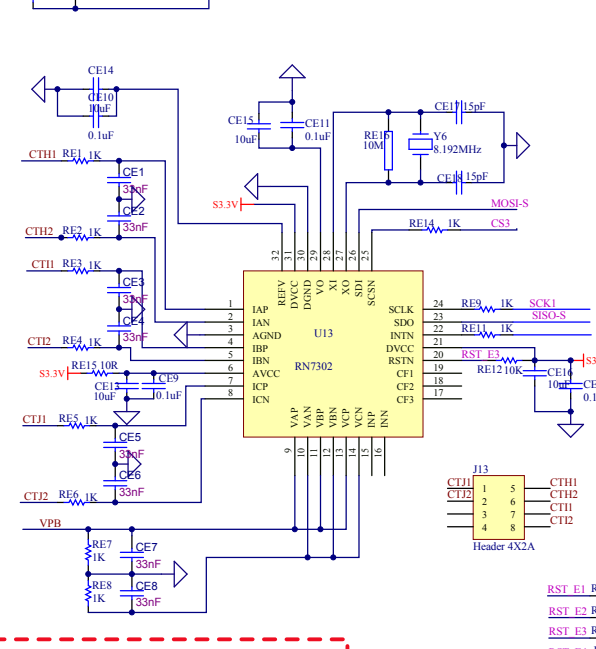 CE14
CE10
10uF
0.1uF
CE15
10uF
CE11
0.1uF
CE17 15pF
RE16
10M
Y6
8.192MHz
CE18 15pF
CTH1 RE1 1K
CE1
33nF
CE2
33nF
CTH2 RE2 1K
CTI1 RE3 1K
CE3
33nF
CE4
33nF
CTI2 RE4 1K
S3.3V
MOSI-S
RE14 1K CS3
32 31 30 29 28 27 26 25
REFV DVCC DGND VO XI XO SDI SCSN
1 IAP
2 IAN
3 AGND
4 IBP
5 IBN
6 AVCC
7 ICP
8 ICN
U13
RN7302
SCLK 24 RE9 1K SCK1
SDO 23 SISO-S
INTN 22 RE11 1K
DVCC 21
RSTN 20 RST_E3 RE12 10K
CF1 19
CF2 18
CF3 17
S3
CE16
10uF
CE
0.1
S3.3V RE15 10R
CE13
10uF
CE9
0.1uF
CTJ1 RE5 1K
CE5
33nF
CE6
33nF
CTJ2 RE6 1K
VAP VAN VBP VBN VCP VCN INP INN
9 10 11 12 13 14 15 16
VPB
RE7
1K
CE7
33nF
RE8
1K
CE8
33nF
J13
CTJ1 1 5 CTH1
CTJ2 2 6 CTH2
3 7 CTI1
4 8 CTI2
Header 4X2A
RST_E1 R
RST_E2 R
RST_E3 R